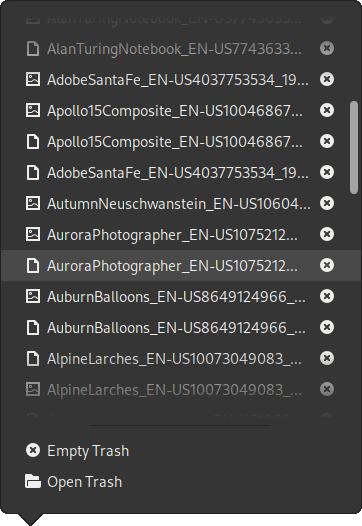 AlanTuringNotebook_EN-US7743633...
AlanTuringNotebook_EN-US7743633...
AdobeSantaFe_EN-US4037753534_19...
Apollo15Composite_EN-US10046867...
Apollo15Composite_EN-US10046867...
AdobeSantaFe_EN-US4037753534_19...
AutumnNeuschwanstein_EN-US10604...
AuroraPhotographer_EN-US1075212...
AuroraPhotographer_EN-US1075212...
AuburnBalloons_EN-US8649124966_...
AuburnBalloons_EN-US8649124966_...
AlpineLarches_EN-US10073049083_...
AlpineLarches_EN-US10073049083_...
Empty Trash
Open Trash